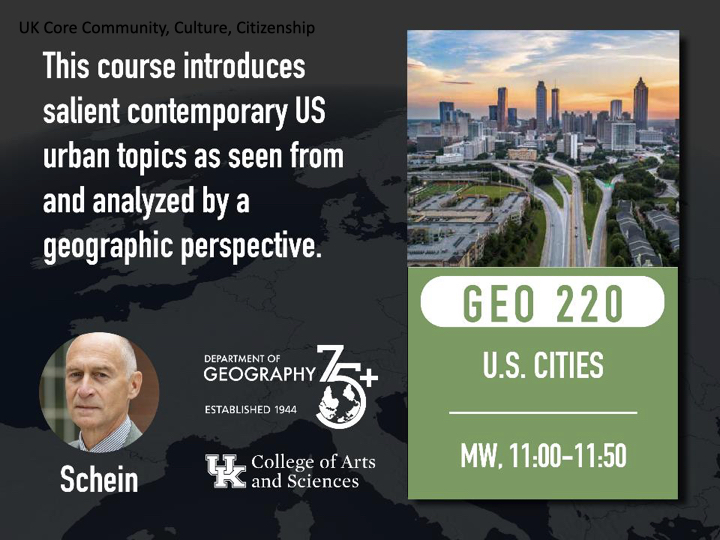 UK Core Community, Culture, Citizenship
This course introduces
salient contemporary US
urban topics as seen from
and analyzed by a
geographic perspective.
GEO 220
U.S. CITIES
MW, 11:00-11:50
DEPARTMENT OF
GEOGRAPHY 75+
ESTABLISHED 1944
UK College of Arts
and Sciences
Schein